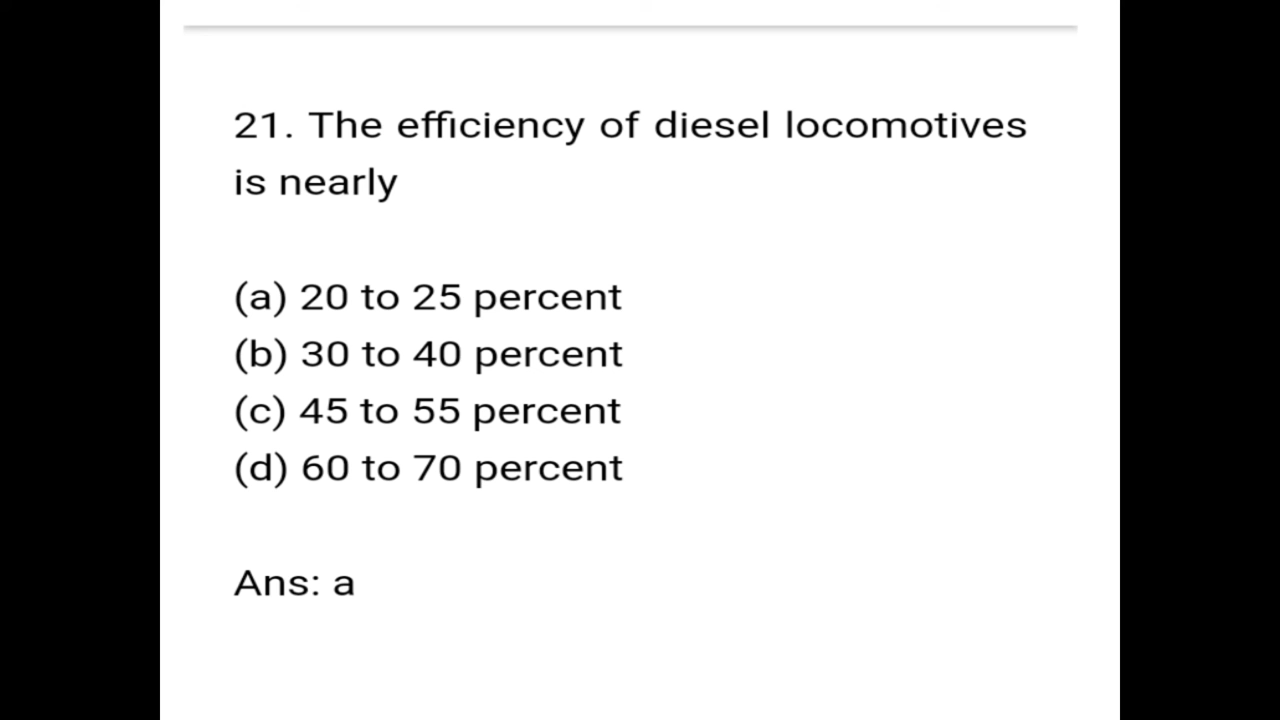 21. The efficiency of diesel locomotives
is nearly
(a) 20 to 25 percent
(b) 30 to 40 percent
(c) 45 to 55 percent
(d) 60 to 70 percent
Ans: a